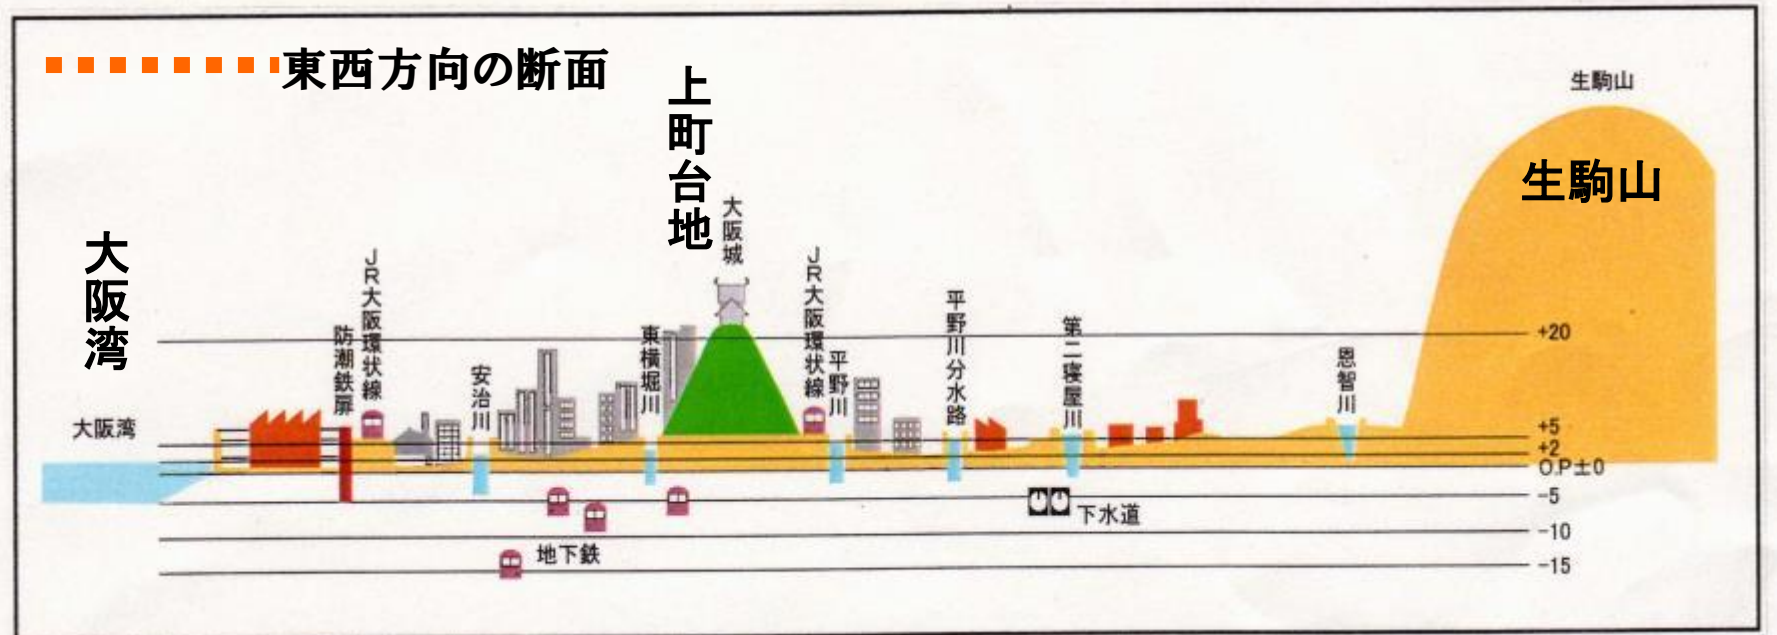 東西方向の断面
上町台地
生駒山
生駒山
大阪城
大阪湾
JR大阪環状線
防潮鉄扉
安治川
東横堀川
JR大阪環状線
平野川
平野川分水路
第二寝屋川
恩智川
+20
大阪湾
+5
+2
O.P±0
-5
下水道
-10
地下鉄
-15